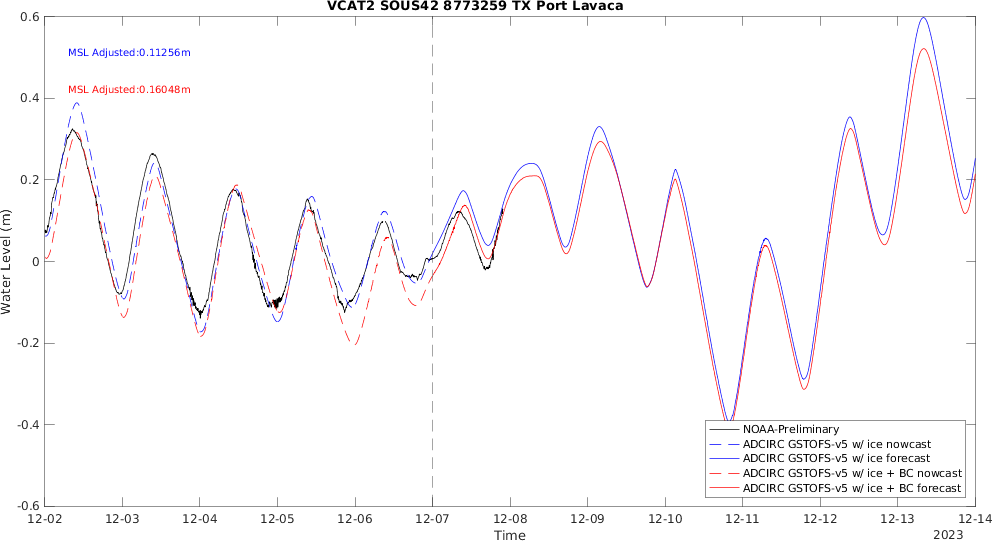 VCAT2 SOUS42 8773259 TX Port Lavaca
0.6
MSL Adjusted:0.11256m
MSL Adjusted:0.16048m
0.4
0.2
Water Level (m)
0
-0.2
-0.4
NOAA-Preliminary
ADCIRC GSTOFS-v5 w/ ice nowcast
ADCIRC GSTOFS-v5 w/ ice forecast
ADCIRC GSTOFS-v5 w/ ice + BC nowcast
ADCIRC GSTOFS-v5 w/ ice + BC forecast
-0.6
12-02 12-03 12-04 12-05 12-06 12-07 12-08 12-09 12-10 12-11 12-12 12-13 12-14
Time
2023